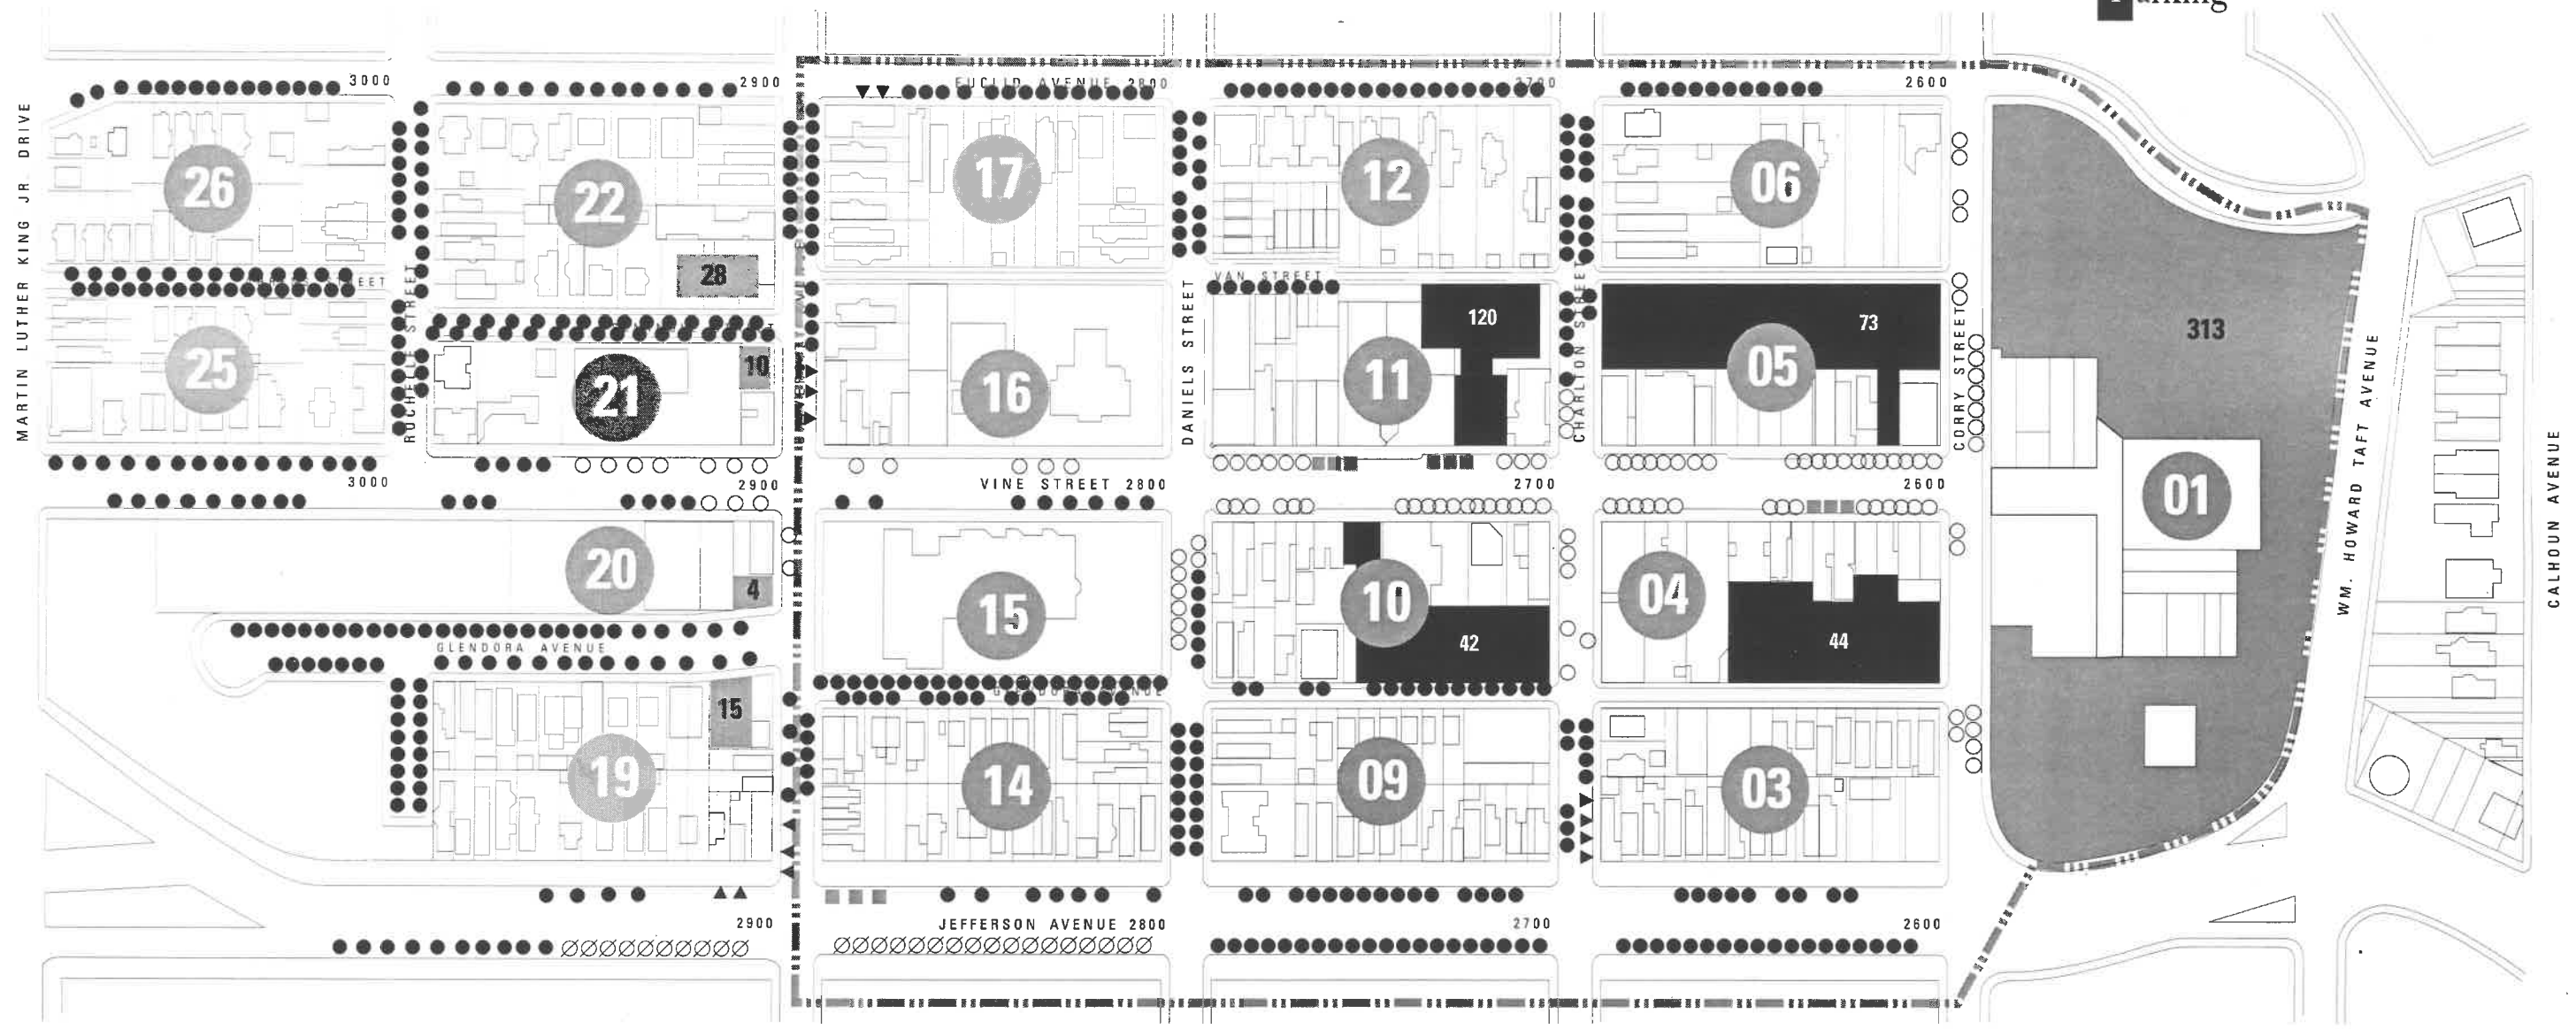 arking
3000
2900
EUCLID AVENUE 2800
2700
2600
MARTIN LUTHER KING JR. DRIVE
26
22
17
12
06
28
VAN STREET
ROCHELLE STREET
DANIELS STREET
CHARLTON STREET
CORRY STREET
313
120
73
10
25
21
16
11
05
WM. HOWARD TAFT AVENUE
CALHOUN AVENUE
3000
2900
VINE STREET 2800
2700
2600
01
20
4
15
10
42
04
44
GLENDORA AVENUE
GLENDORA AVENUE
15
19
14
09
03
2900
JEFFERSON AVENUE 2800
2700
2600